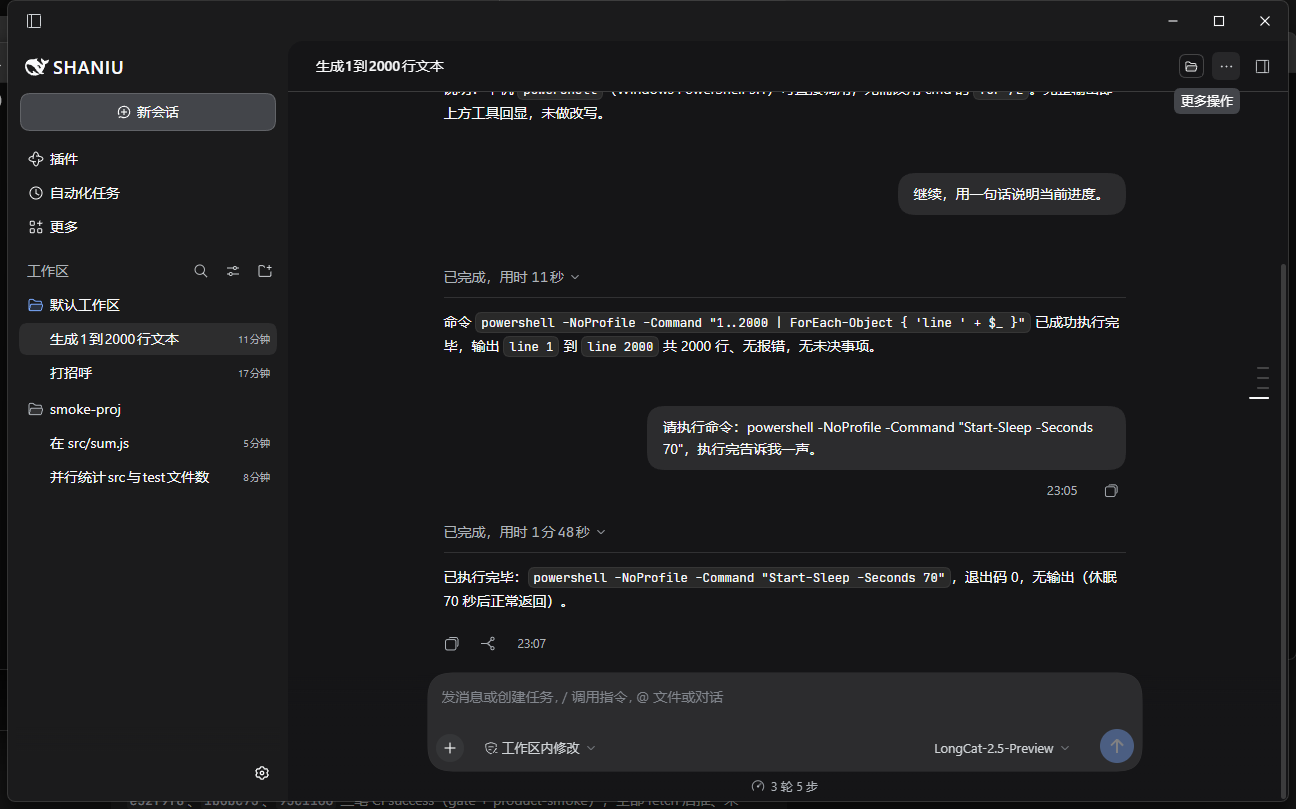 SHANIU
新会话
插件
自动化任务
更多
工作区
默认工作区
生成1到2000行文本 11分钟
打招呼 17分钟
smoke-proj
在 src/sum.js 5分钟
并行统计src与test文件数 8分钟
生成1到2000行文本
更多操作
上方工具回显，未做改写。
继续，用一句话说明当前进度。
已完成，用时 11秒
命令 powershell -NoProfile -Command "1..2000 | ForEach-Object { 'line ' + $_ }" 已成功执行完
毕，输出 line 1 到 line 2000 共 2000 行、无报错，无未决事项。
请执行命令：powershell -NoProfile -Command "Start-Sleep -Seconds
70"，执行完告诉我一声。
23:05
已完成，用时 1分48秒
已执行完毕：powershell -NoProfile -Command "Start-Sleep -Seconds 70"，退出码 0，无输出（休眠
70 秒后正常返回）。
23:07
发消息或创建任务, / 调用指令, @ 文件或对话
工作区内修改
LongCat-2.5-Preview
3 轮 5 步